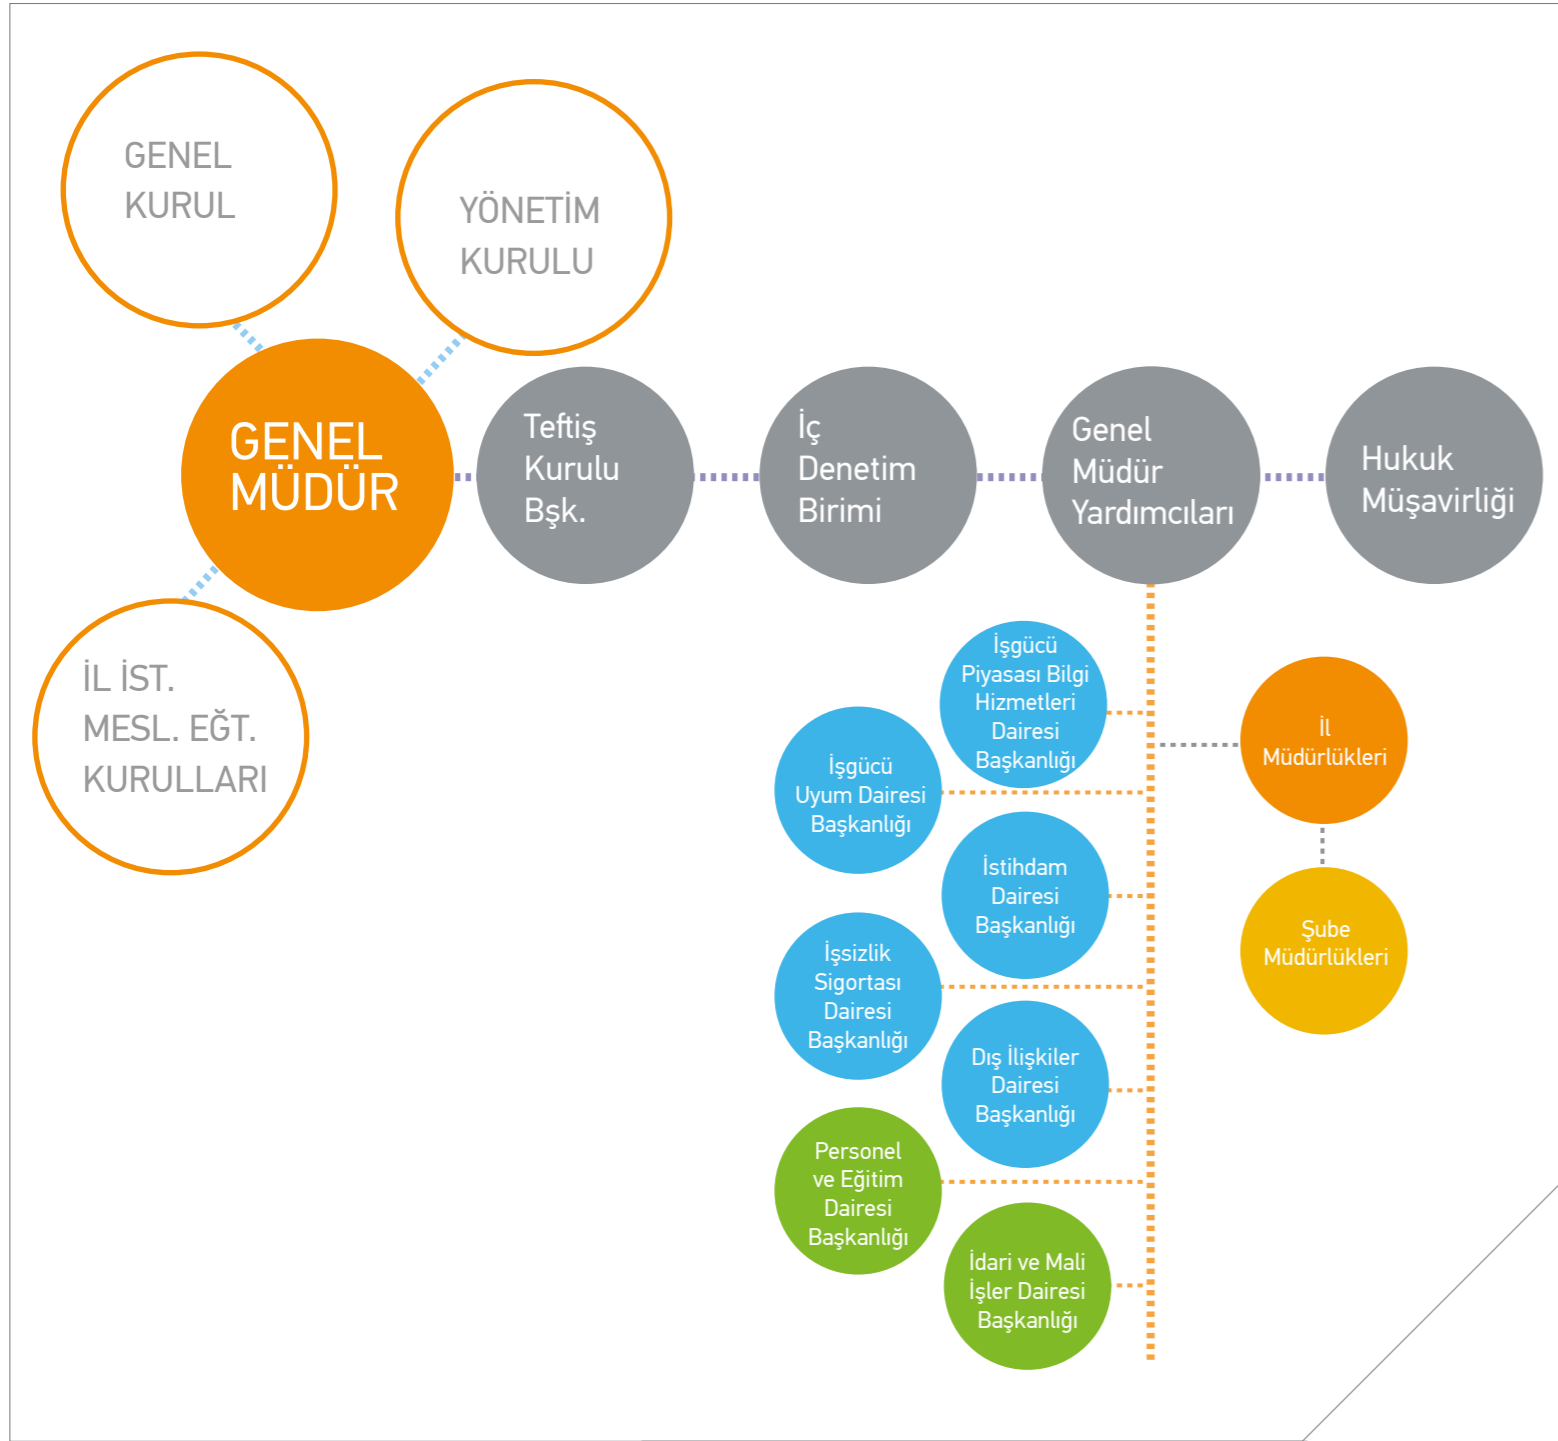 GENEL
KURUL
YÖNETİM
KURULU
GENEL
MÜDÜR
Teftiş
Kurulu
Bşk.
İç
Denetim
Birimi
Genel
Müdür
Yardımcıları
Hukuk
Müşavirliği
İL İST.
MESL. EĞT.
KURULLARI
İşgücü
Piyasası Bilgi
Hizmetleri
Dairesi
Başkanlığı
İşgücü
Uyum Dairesi
Başkanlığı
İstihdam
Dairesi
Başkanlığı
İşsizlik
Sigortası
Dairesi
Başkanlığı
Dış İlişkiler
Dairesi
Başkanlığı
Personel
ve Eğitim
Dairesi
Başkanlığı
İdari ve Mali
İşler Dairesi
Başkanlığı
İl
Müdürlükleri
Şube
Müdürlükleri